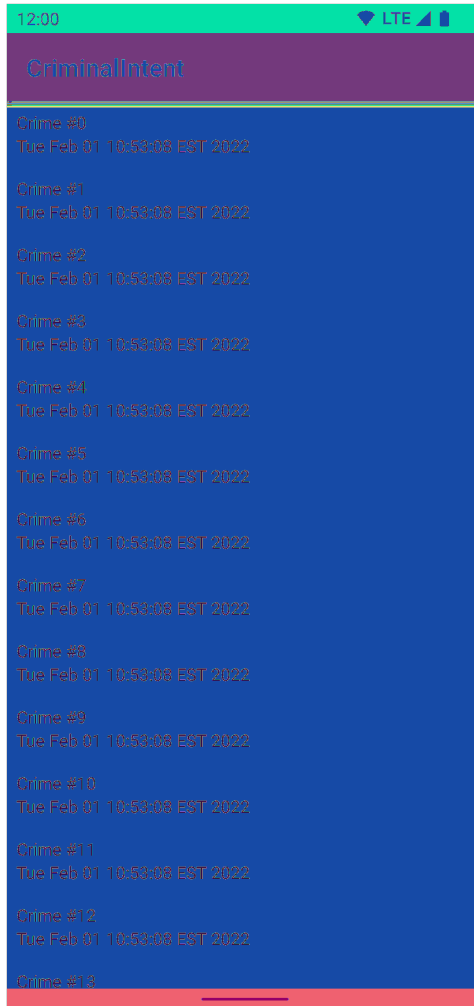 12:00 LTE
CriminalIntent
Crime #0
Tue Feb 01 10:53:08 EST 2022
Crime #1
Tue Feb 01 10:53:08 EST 2022
Crime #2
Tue Feb 01 10:53:08 EST 2022
Crime #3
Tue Feb 01 10:53:08 EST 2022
Crime #4
Tue Feb 01 10:53:08 EST 2022
Crime #5
Tue Feb 01 10:53:08 EST 2022
Crime #6
Tue Feb 01 10:53:08 EST 2022
Crime #7
Tue Feb 01 10:53:08 EST 2022
Crime #8
Tue Feb 01 10:53:08 EST 2022
Crime #9
Tue Feb 01 10:53:08 EST 2022
Crime #10
Tue Feb 01 10:53:08 EST 2022
Crime #11
Tue Feb 01 10:53:08 EST 2022
Crime #12
Tue Feb 01 10:53:08 EST 2022
Crime #13